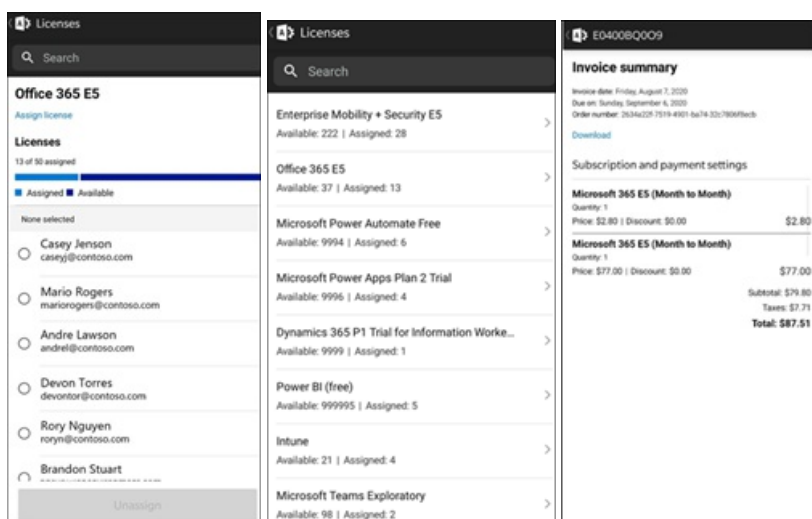 Licenses
Search
Office 365 E5
Assign license
Licenses
13 of 50 assigned
Assigned Available
None selected
Casey Jenson
caseyj@contoso.com
Mario Rogers
mariorogers@contoso.com
Andre Lawson
andrel@contoso.com
Devon Torres
devontor@contoso.com
Rory Nguyen
roryn@contoso.com
Brandon Stuart
Unassign
Licenses
Search
Enterprise Mobility + Security E5
Available: 222 | Assigned: 28
Office 365 E5
Available: 37 | Assigned: 13
Microsoft Power Automate Free
Available: 9994 | Assigned: 6
Microsoft Power Apps Plan 2 Trial
Available: 9996 | Assigned: 4
Dynamics 365 P1 Trial for Information Worke...
Available: 9999 | Assigned: 1
Power BI (free)
Available: 999995 | Assigned: 5
Intune
Available: 21 | Assigned: 4
Microsoft Teams Exploratory
Available: 98 | Assigned: 2
E0400BQ0O9
Invoice summary
Invoice date: Friday, August 7, 2020
Due on: Sunday, September 6, 2020
Order number:
Download
Subscription and payment settings
Microsoft 365 E5 (Month to Month)
Quantity: 1
Price: $2.80 | Discount: $0.00 $2.80
Microsoft 365 E5 (Month to Month)
Quantity: 1
Price: $77.00 | Discount: $0.00 $77.00
Subtotal: $79.80
Taxes: $7.71
Total: $87.51